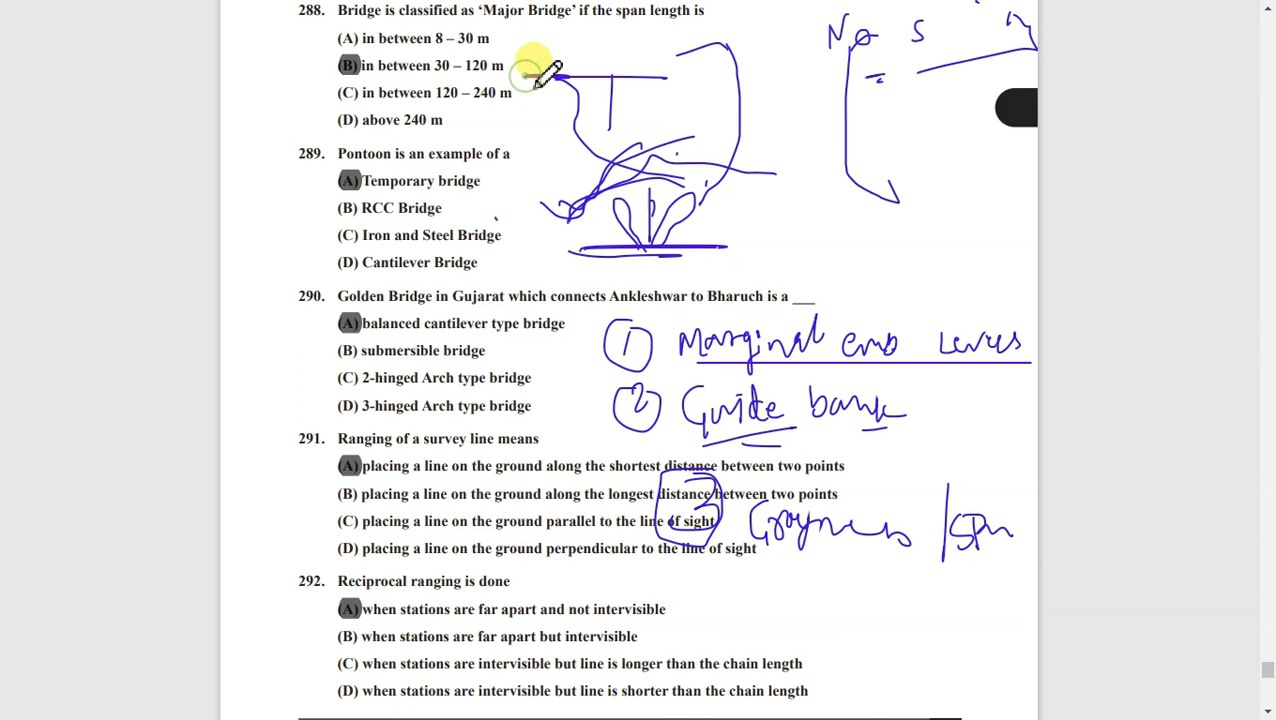 288. Bridge is classified as ‘Major Bridge’ if the span length is
(A) in between 8 – 30 m
(B) in between 30 – 120 m
(C) in between 120 – 240 m
(D) above 240 m
289. Pontoon is an example of a
(A) Temporary bridge
(B) RCC Bridge
(C) Iron and Steel Bridge
(D) Cantilever Bridge
290. Golden Bridge in Gujarat which connects Ankleshwar to Bharuch is a ___
(A) balanced cantilever type bridge
(B) submersible bridge
(C) 2-hinged Arch type bridge
(D) 3-hinged Arch type bridge
① Marginal emb
② Guide bank
291. Ranging of a survey line means
(A) placing a line on the ground along the shortest distance between two points
(B) placing a line on the ground along the longest distance between two points
(C) placing a line on the ground parallel to the line of sight
(D) placing a line on the ground perpendicular to the line of sight
3
292. Reciprocal ranging is done
(A) when stations are far apart and not intervisible
(B) when stations are far apart but intervisible
(C) when stations are intervisible but line is longer than the chain length
(D) when stations are intervisible but line is shorter than the chain length